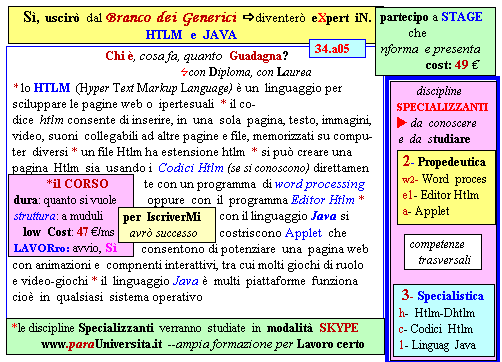 Sì, uscirò dal Branco dei Generici ⇨diventerò eXpert iN.
HTLM e JAVA
partecipo a STAGE
che
nforma e presenta
cost: 49 €
34.a05
Chi è, cosa fa, quanto Guadagna?
ϟcon Diploma, con Laurea
*lo HTLM (Hyper Text Markup Language) è un linguaggio per
sciluppare le pagine web o ipertesuali * il co-
dice htlm consente di inserire, in una sola pagina, testo, immagini,
video, suoni collegabili ad altre pagine e file, memorizzati su compu-
ter diversi * un file Htlm ha estensione htlm * si può creare una
pagina Htlm sia usando i Codici Htlm (se si conoscono) direttamen
te con un programma di word processing
oppure con il programma Editor Htlm *
con il linguaggio Java si
costriscono Applet che
consentono di potenziare una pagina web
con animazioni e componenti interattivi, tra cui molti giochi di ruolo
e video-giochi * il linguaggio Java è multi piattaforme funziona
cioè in qualsiasi sistema operativo
*il CORSO
dura: quanto si vuole
struttura: a muduli
low Cost: 47 €/ms
LAVORro: avvio, Sì
per IscriverMi
avrò successo
discipline
SPECIALIZZANTI
▶ da conoscere
e da studiare
2- Propedeutica
w2- Word proces
e1- Editor Htlm
a- Applet
competenze
trasversali
3- Specialistica
h- Htlm-Dhtlm
c- Codici Htlm
1- Linguag Java
*le discipline Specializzanti verranno studiate in modalità SKYPE
www.paraUniversita.it --ampia formazione per Lavoro certo